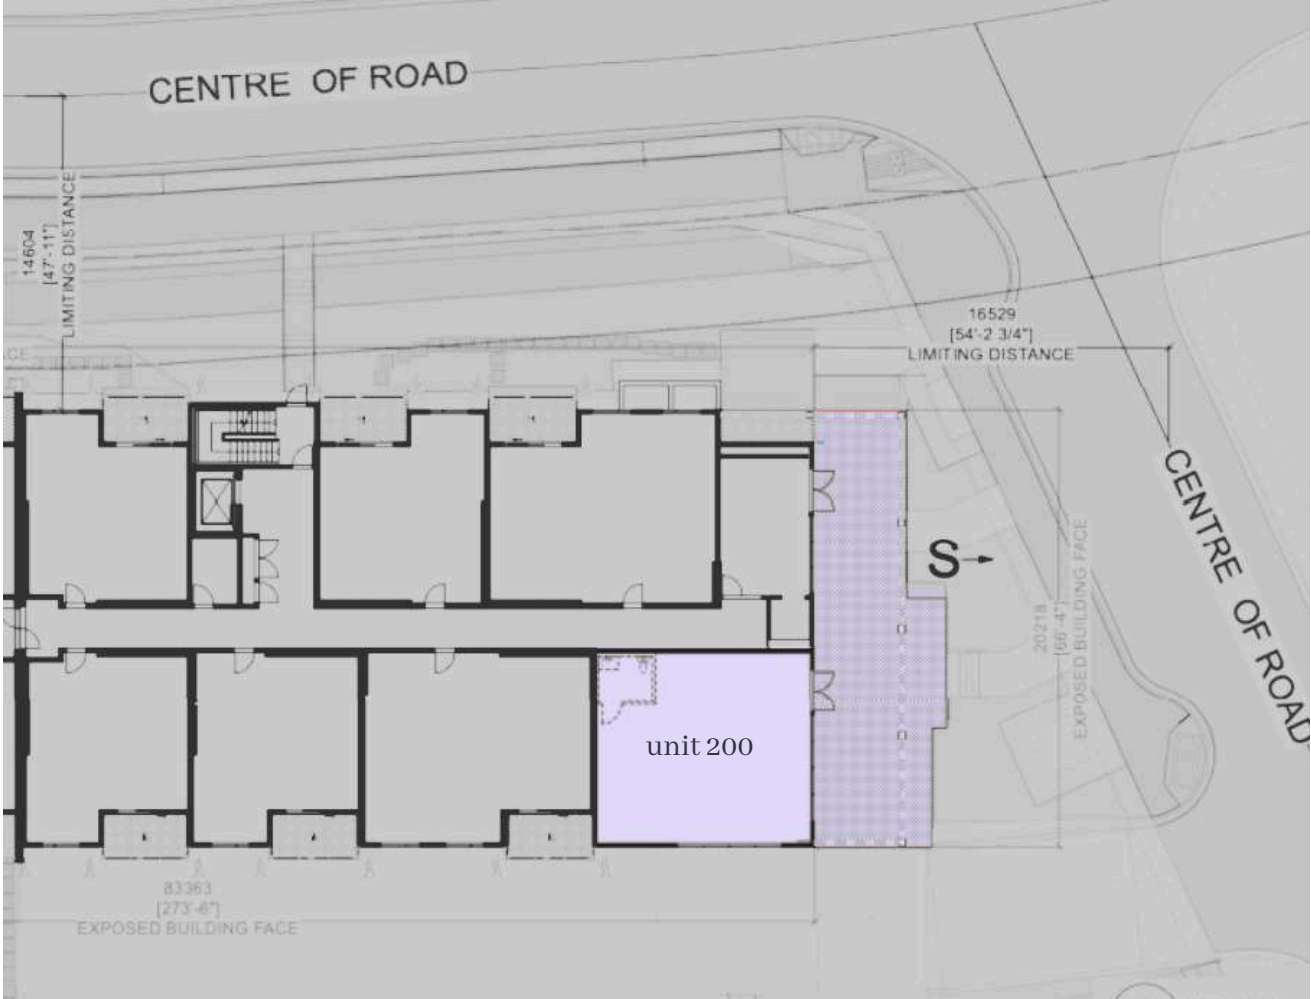 CENTRE OF ROAD
14604
[47'-11"]
LIMITING DISTANCE
16529
[54'-2 3/4"]
LIMITING DISTANCE
ACE
CENTRE OF ROAD
S
20218
[66'-4"]
EXPOSED BUILDING FACE
unit 200
83363
[273'-6"]
EXPOSED BUILDING FACE